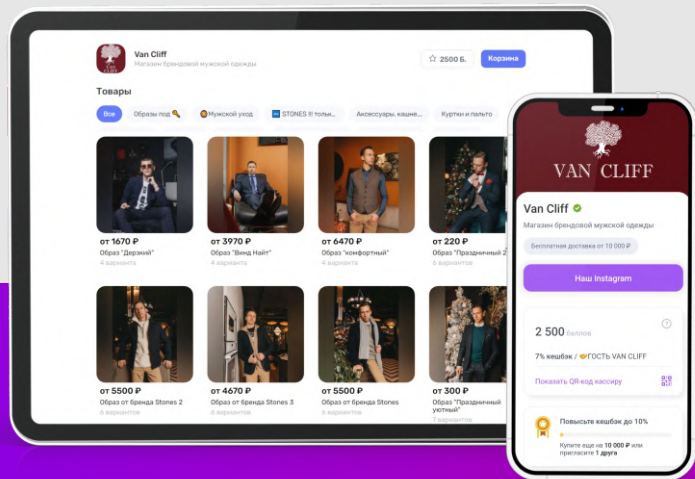 VAN CLIFF
Van Cliff
Магазин брендовой мужской одежды
2500 Б.
Корзина
Товары
Все
Образы под
Мужской уход
STONES !!! тольк...
Аксессуары, кашне...
Куртки и пальто
от 1670 ₽
Образ "Дерзкий"
4 варианта
от 3970 ₽
Образ "Винд Найт"
4 варианта
от 6470 ₽
Образ "комфортный"
4 варианта
от 220 ₽
Образ "Праздничный 2
6 вариантов
от 5500 ₽
Образ от бренда Stones 2
6 вариантов
от 4670 ₽
Образ от бренда Stones 3
6 вариантов
от 5500 ₽
Образ от бренда Stones
6 вариантов
от 300 ₽
Образ "Праздничный
уютный"
7 вариантов
VAN CLIFF
Van Cliff
Магазин брендовой мужской одежды
Бесплатная доставка от 10 000 ₽
Наш Instagram
2 500 баллов
7% кешбэк / ГОСТЬ VAN CLIFF
Показать QR-код кассиру
Повысьте кешбэк до 10%
Купите еще на 10 000 ₽ или
пригласите 1 друга